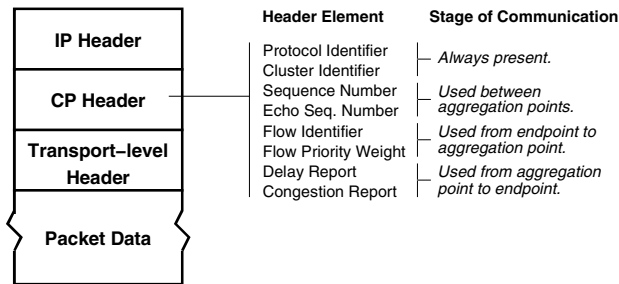 IP Header
CP Header
Transport–level
Header
Packet Data
Header Element
Stage of Communication
Protocol Identifier
Cluster Identifier
Always present.
Sequence Number
Echo Seq. Number
Used between
aggregation points.
Flow Identifier
Flow Priority Weight
Used from endpoint to
aggregation point.
Delay Report
Congestion Report
Used from aggregation
point to endpoint.